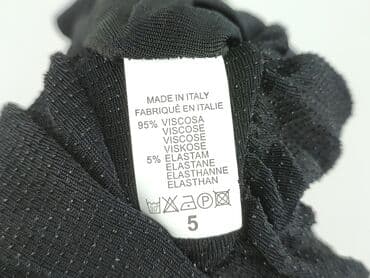 MADE IN ITALY
FABRIQUÉ EN ITALIE
95% VISCOSA
VISCOSE
VISCOSE
VISKOSE
5% ELASTAM
ELASTANE
ELASTHANNE
ELASTHAN
P
5